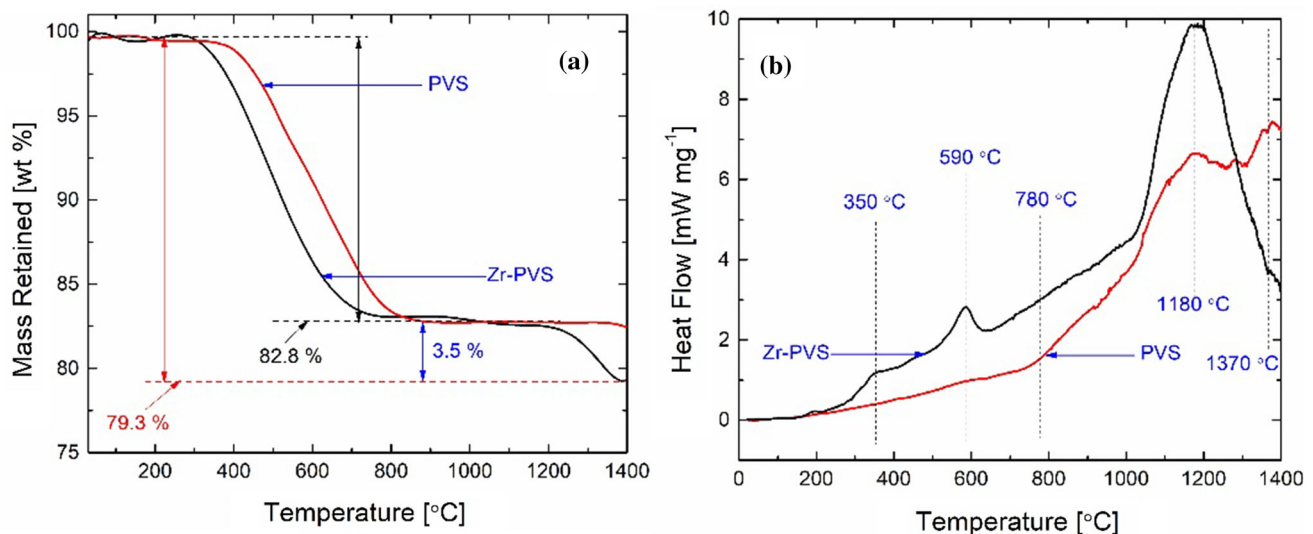 (a)
PVS
Zr-PVS
82.8 %
3.5 %
79.3 %
100
95
90
85
80
75
200
400
600
800
1000
1200
1400
Mass Retained [wt %]
Temperature [°C]
(b)
350 °C
590 °C
780 °C
1180 °C
1370 °C
Zr-PVS
PVS
10
8
6
4
2
0
0
200
400
600
800
1000
1200
1400
Heat Flow [mW mg⁻¹]
Temperature [°C]